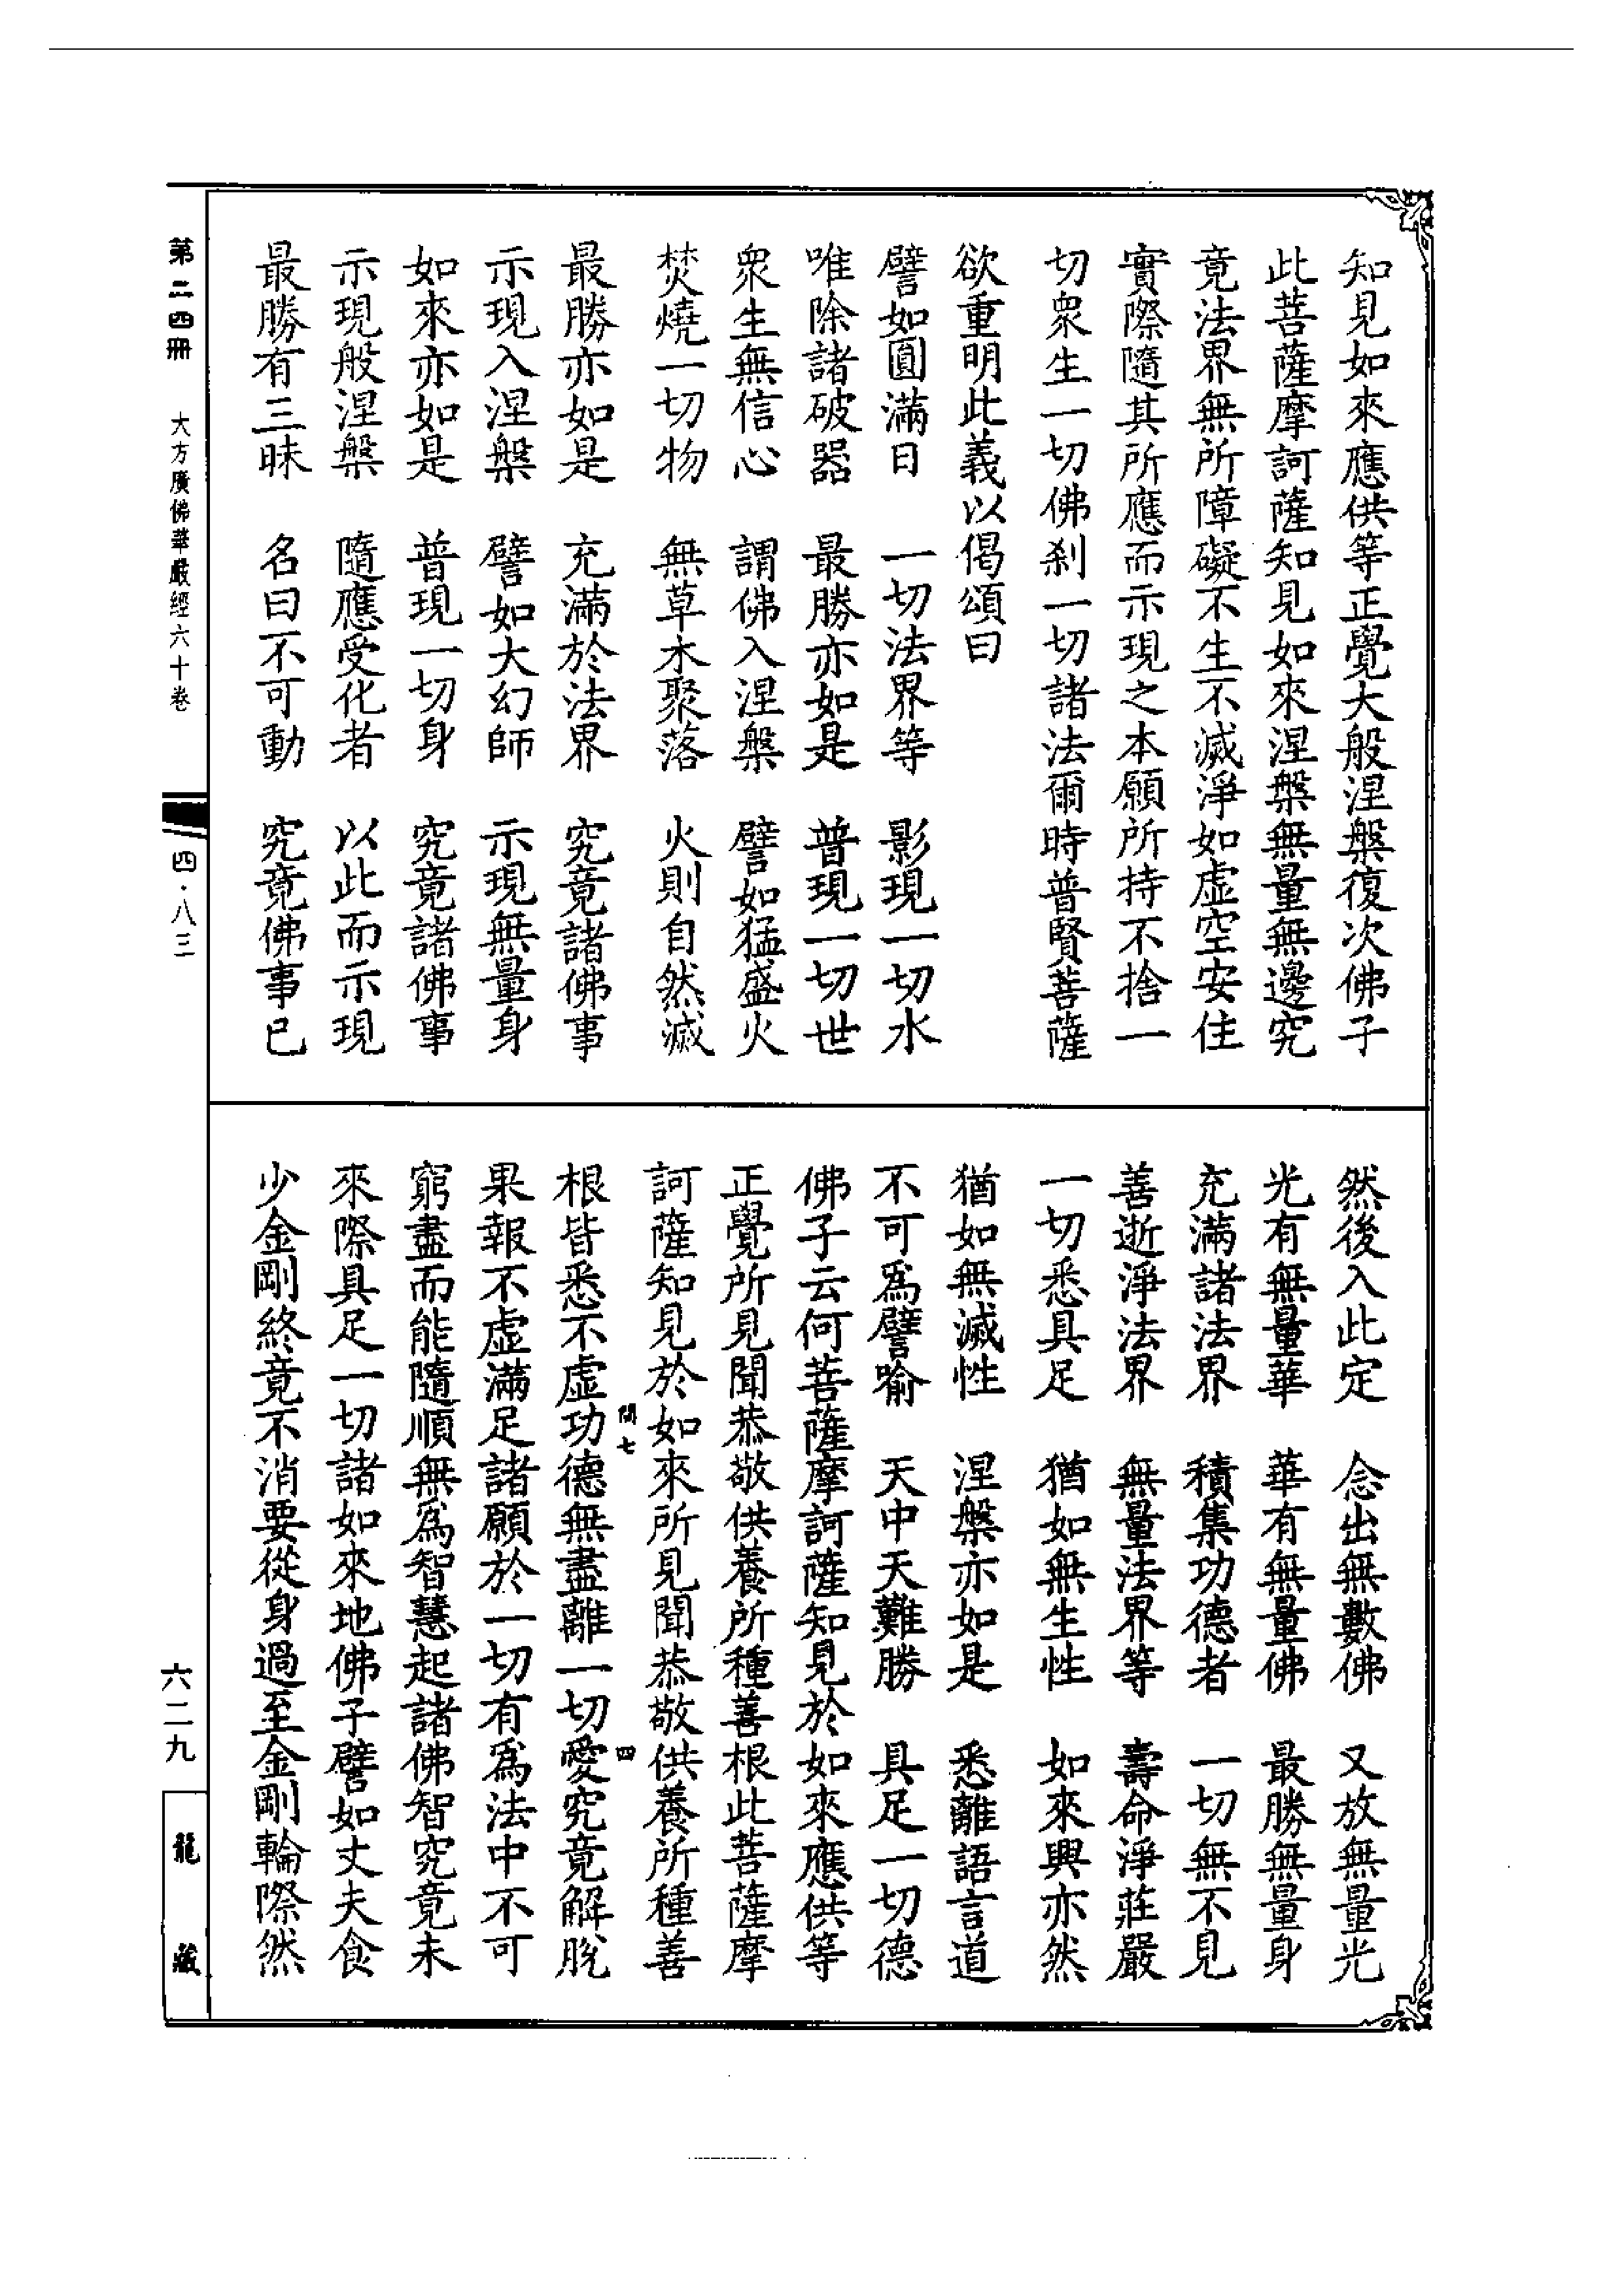 知見如來應供等正覺大般涅槃復次佛子
此菩薩摩訶薩知見如來涅槃無量無邊究
竟法界無所障礙不生不滅淨如虛空安住
實際隨其所應而示現之本願所持不捨一
切衆生一切佛剎一切諸法爾時普賢菩薩
欲重明此義以偈頌曰
譬如圓滿日　一切法界等　影現一切水
唯除諸破器　最勝亦如是　普現一切世
衆生無信心　謂佛入涅槃　譬如猛盛火
焚燒一切物　無草木聚落　火則自然滅
最勝亦如是　充滿於法界　究竟諸佛事
示現入涅槃　譬如大幻師　示現無量身
如來亦如是　普現一切身　究竟諸佛事
示現般涅槃　隨應受化者　以此而示現
最勝有三昧　名曰不可動　究竟佛事已
然後入此定　念出無數佛　又放無量光
光有無量華　華有無量佛　最勝無量身
充滿諸法界　積集功德者　一切無不見
善逝淨法界　無量法界等　壽命淨莊嚴
一切悉具足　猶如無生性　如來興亦然
猶如無滅性　涅槃亦如是　悉離語言道
不可爲譬喻　天中天難勝　具足一切德
佛子云何菩薩摩訶薩知見於如來應供等
正覺所見聞恭敬供養所種善根此菩薩摩
訶薩知見於如來所見聞恭敬供養所種善
問七　四
根皆悉不虛功德無盡離一切愛究竟解脫
果報不虛滿足諸願於一切有爲法中不可
窮盡而能隨順無爲智慧起諸佛智究竟未
來際具足一切諸如來地佛子譬如丈夫食
少金剛終竟不消要從身過至金剛輪際然
第二四冊　大方廣佛華嚴經六十卷　四·八三
六二九　龍藏